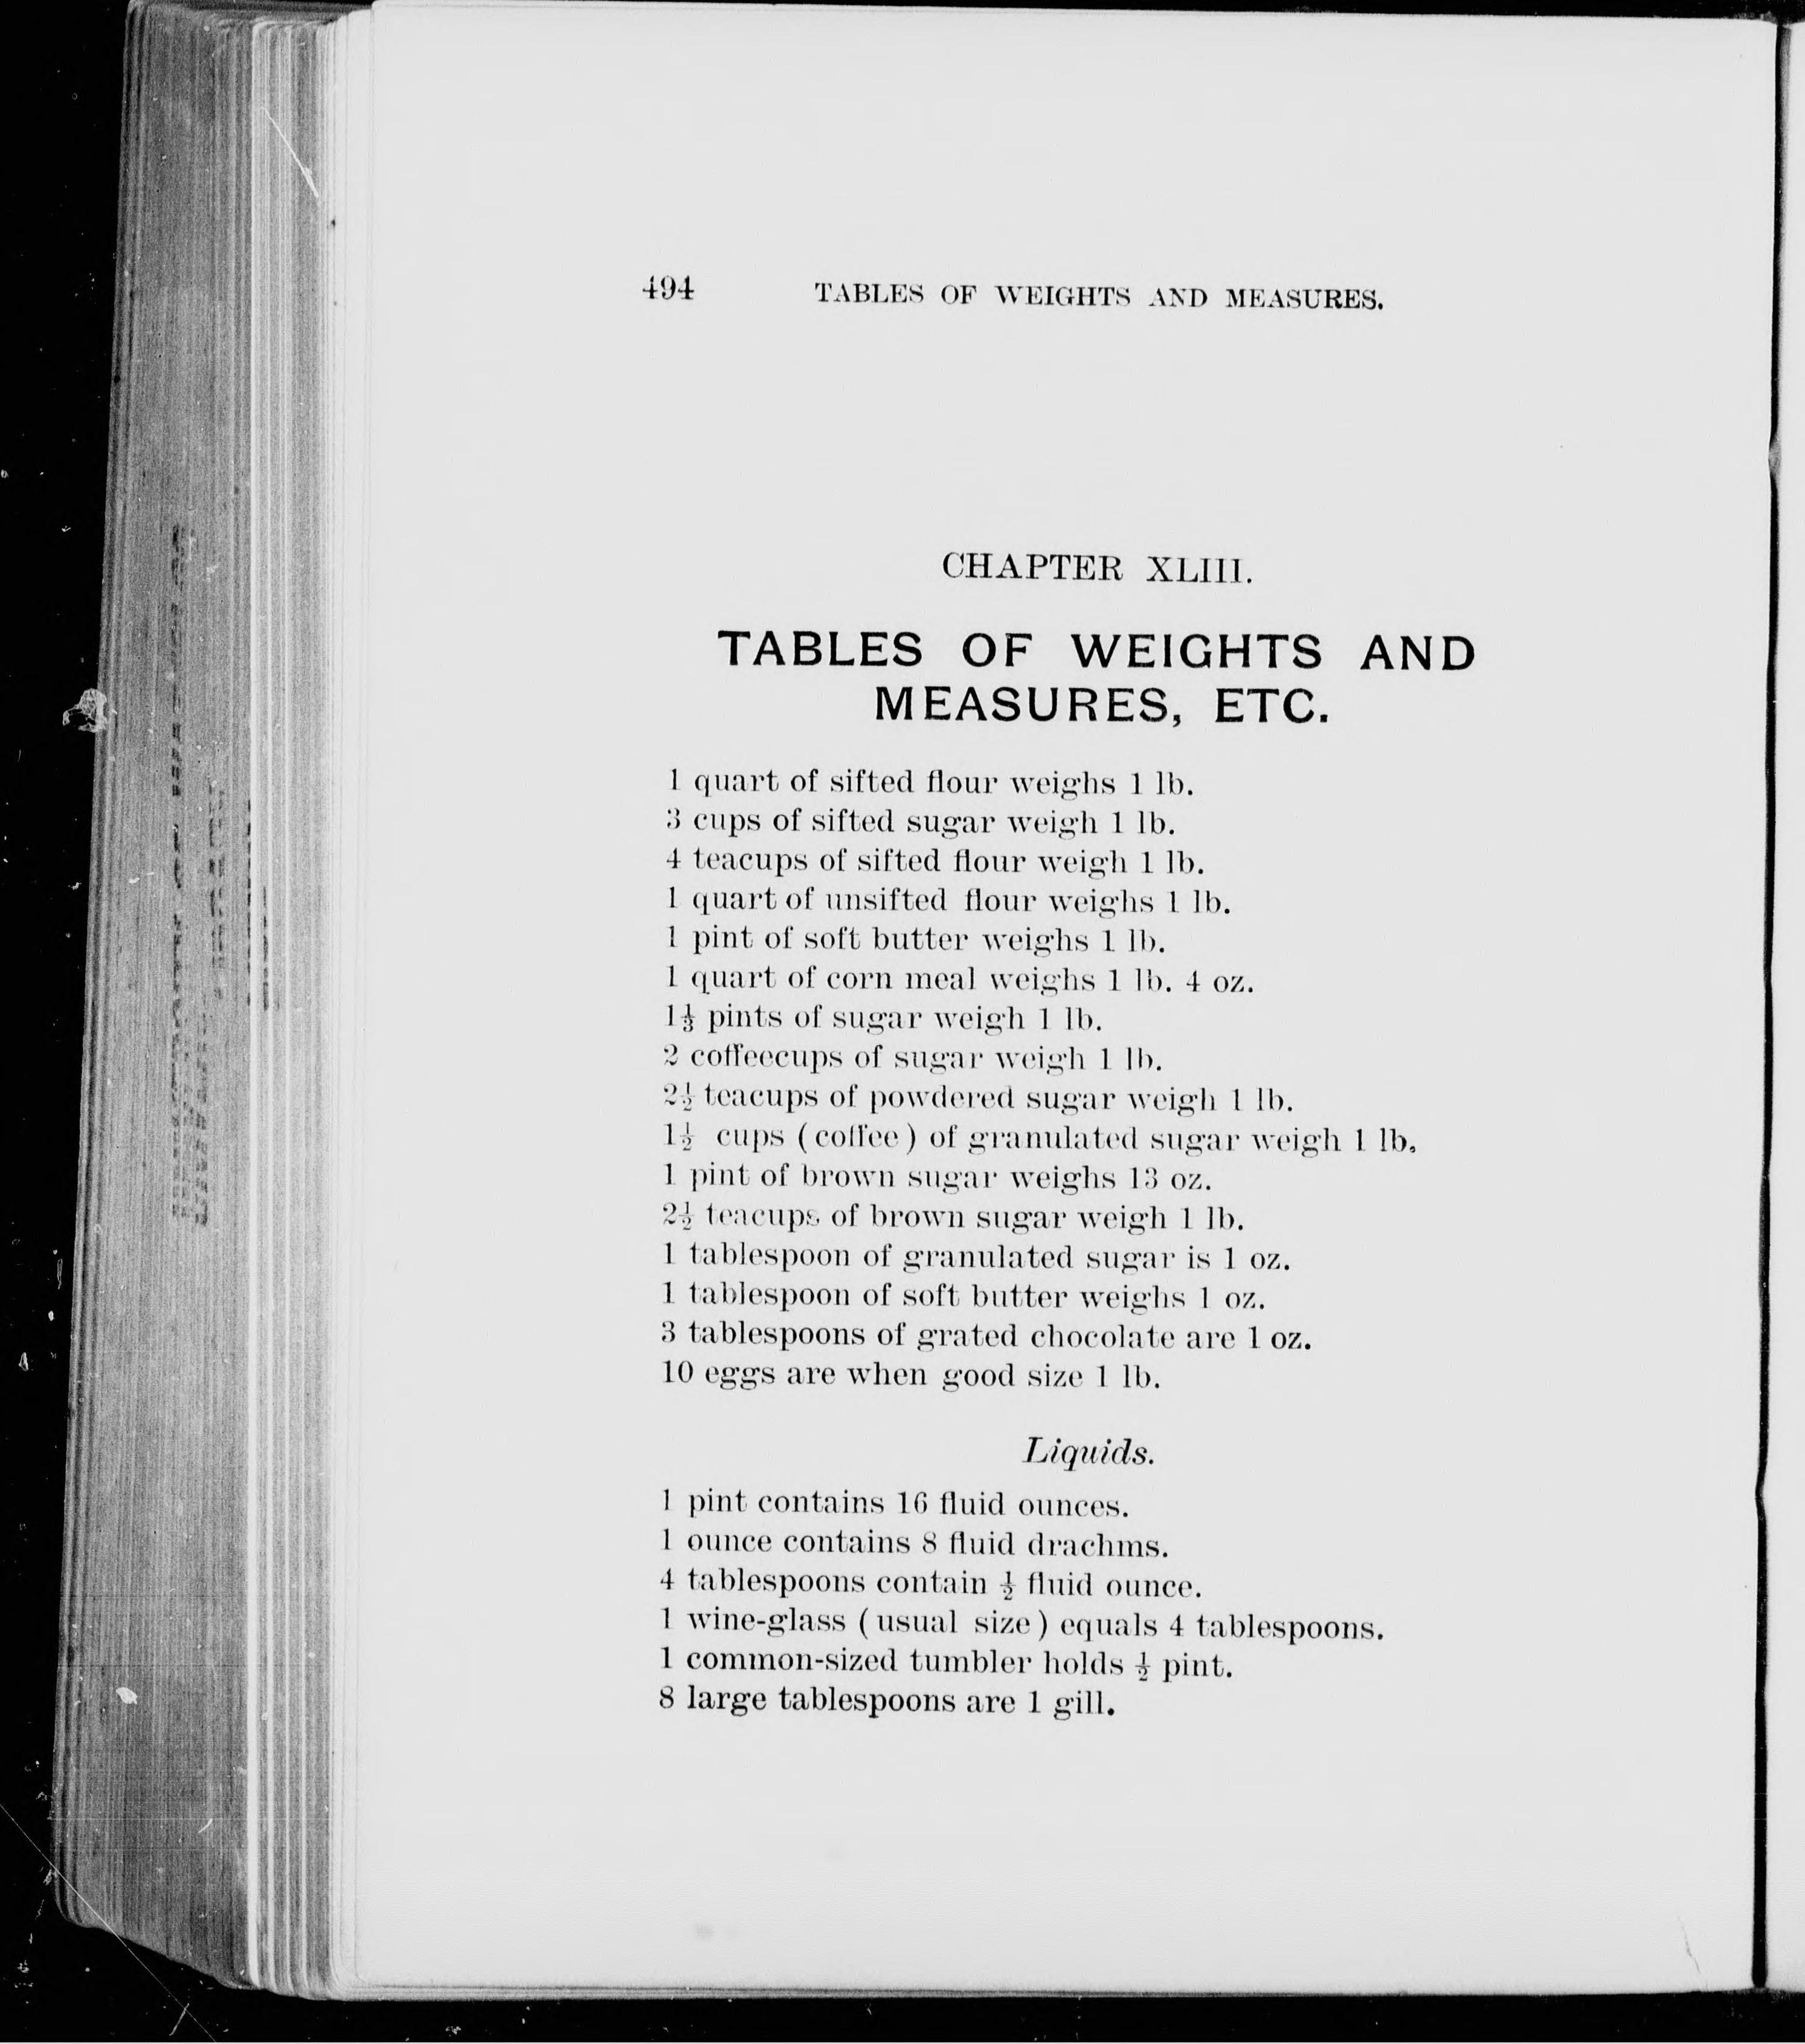 494 TABLES OF WEIGHTS AND MEASURES.
CHAPTER XLIII.
TABLES OF WEIGHTS AND
MEASURES, ETC.
1 quart of sifted flour weighs 1 lb.
3 cups of sifted sugar weigh 1 lb.
4 teacups of sifted flour weigh 1 lb.
1 quart of unsifted flour weighs 1 lb.
1 pint of soft butter weighs 1 lb.
1 quart of corn meal weighs 1 lb. 4 oz.
1⅓ pints of sugar weigh 1 lb.
2 coffeecups of sugar weigh 1 lb.
2½ teacups of powdered sugar weigh 1 lb.
1½ cups (coffee) of granulated sugar weigh 1 lb.
1 pint of brown sugar weighs 13 oz.
2½ teacups of brown sugar weigh 1 lb.
1 tablespoon of granulated sugar is 1 oz.
1 tablespoon of soft butter weighs 1 oz.
3 tablespoons of grated chocolate are 1 oz.
10 eggs are when good size 1 lb.
Liquids.
1 pint contains 16 fluid ounces.
1 ounce contains 8 fluid drachms.
4 tablespoons contain ½ fluid ounce.
1 wine-glass (usual size) equals 4 tablespoons.
1 common-sized tumbler holds ½ pint.
8 large tablespoons are 1 gill.